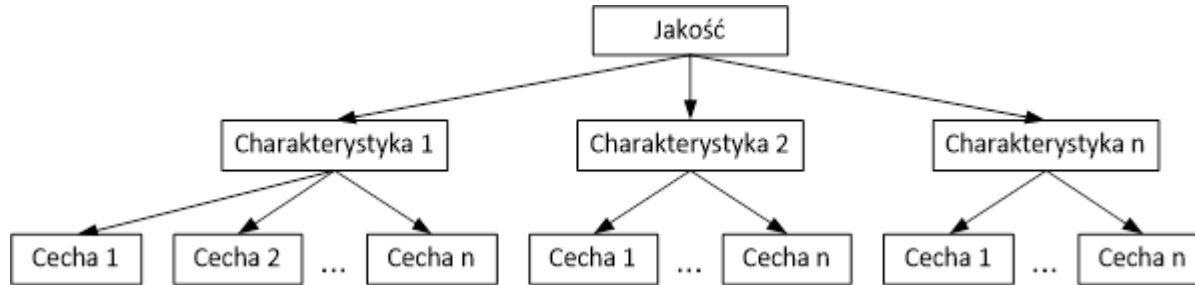 Jakość
Charakterystyka 1
Charakterystyka 2
Charakterystyka n
Cecha 1
Cecha 2
...
Cecha n
Cecha 1
...
Cecha n
Cecha 1
...
Cecha n